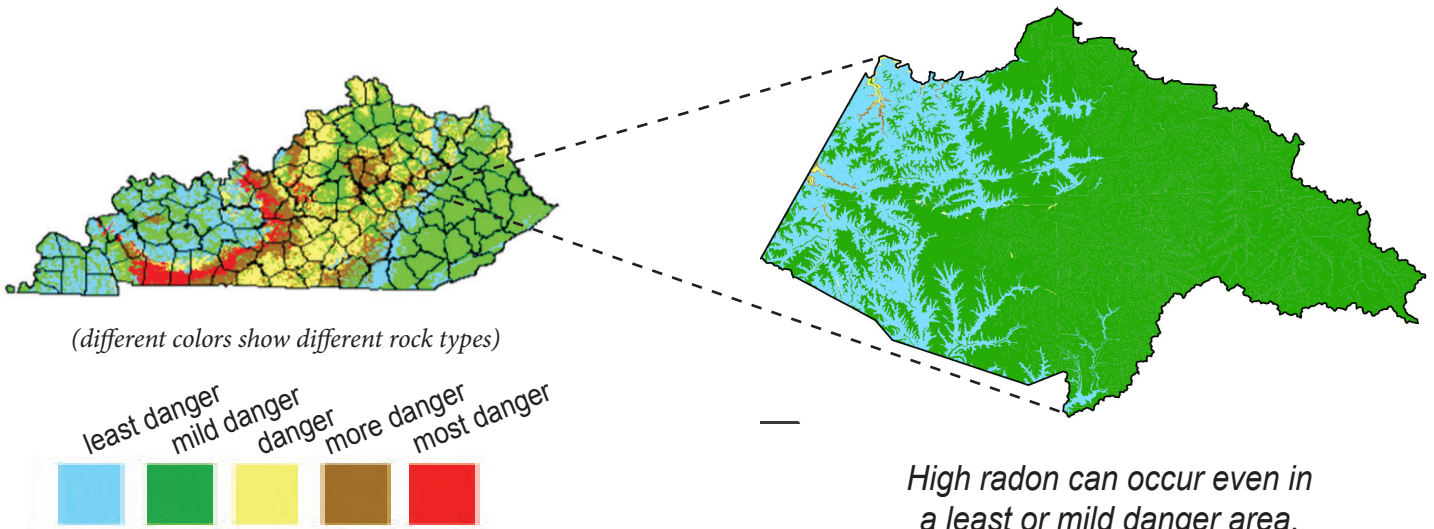 (different colors show different rock types)
least danger
mild danger
danger
more danger
most danger
High radon can occur even in
a least or mild danger area.